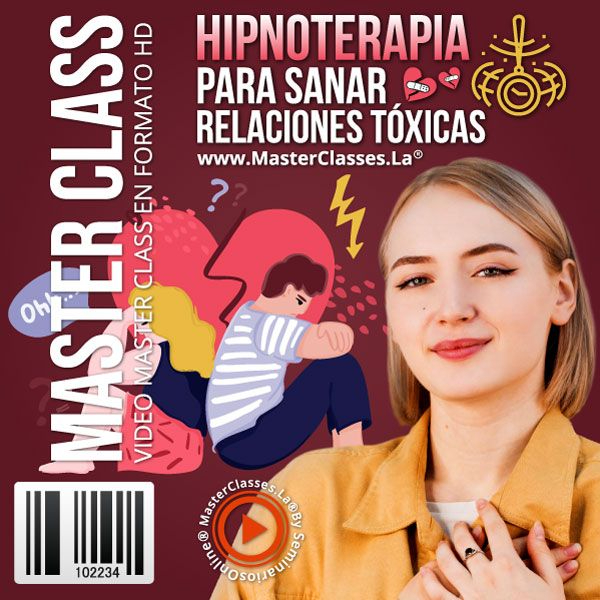 HIPNOTERAPIA
PARA SANAR
RELACIONES TÓXICAS
www.MasterClasses.La®
MASTER CLASS
VIDEO MASTER CLASS EN FORMATO HD
??
Ohh...
?
102234
MasterClasses.La®By SeminariosOnline®